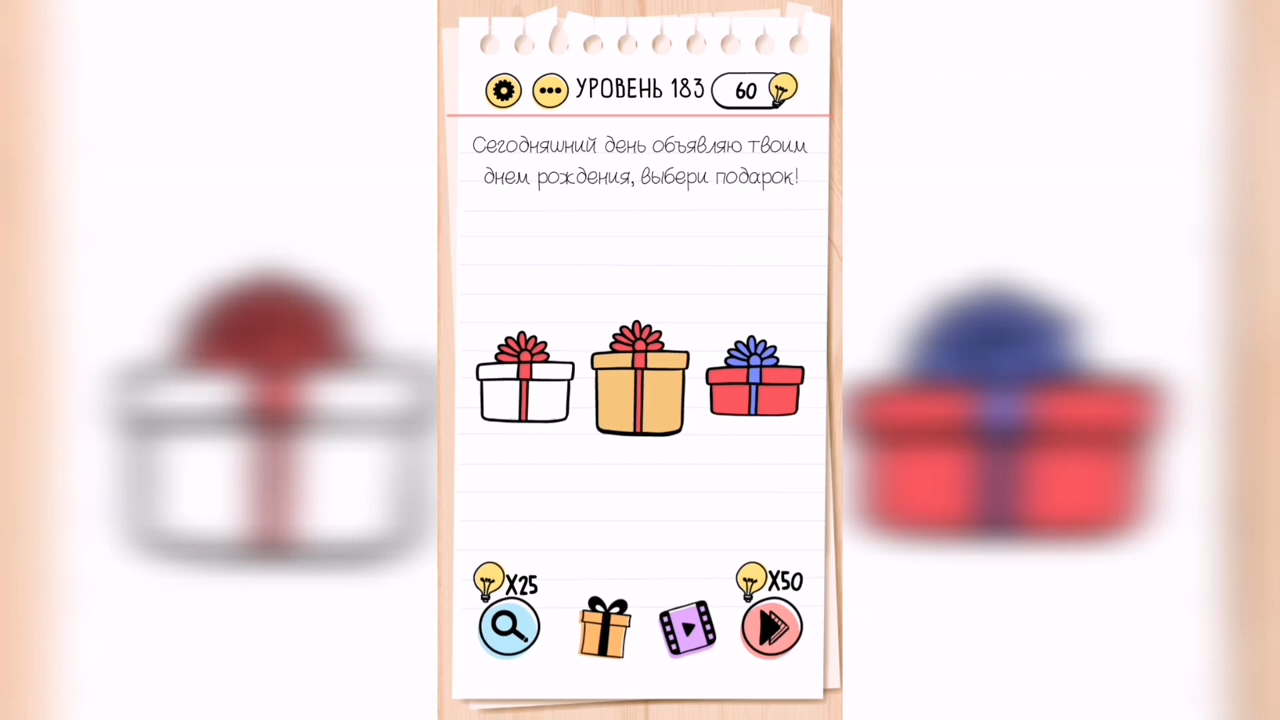 УРОВЕНЬ 183
60
Сегодняшний день объявляю твоим
днем рождения, выбери подарок!
X25
X50